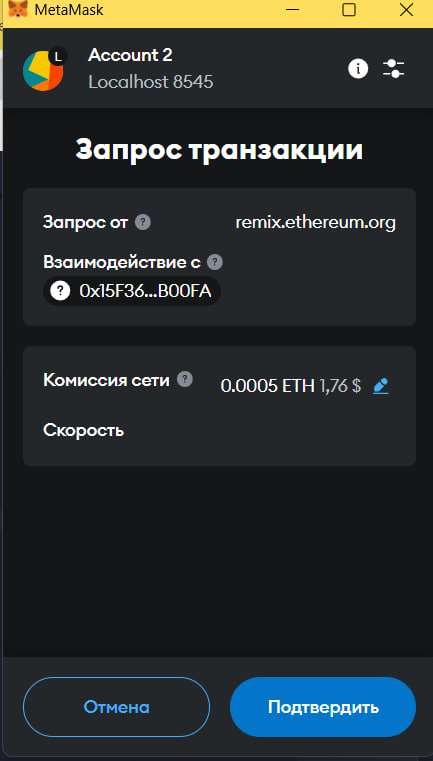 MetaMask
L
Account 2
Localhost 8545
Запрос транзакции
Запрос от
remix.ethereum.org
Взаимодействие с
0x15F36...B00FA
Комиссия сети
0.0005 ETH 1,76 $
Скорость
Отмена
Подтвердить